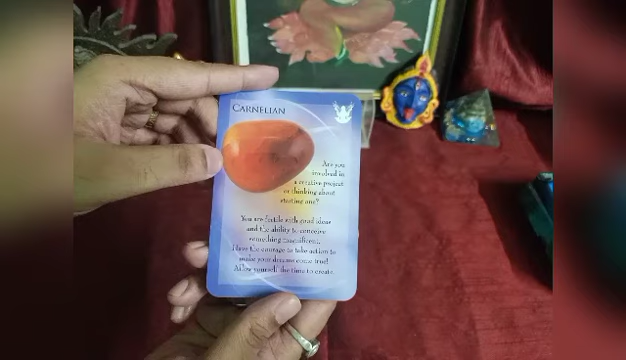 CARNELIAN
Are you
involved in
a creative project
or thinking about
starting one?
You are fertile with good ideas
and the ability to conceive
something magnificent.
Have the courage to take action to
make your dreams come true!
Allow yourself the time to create.